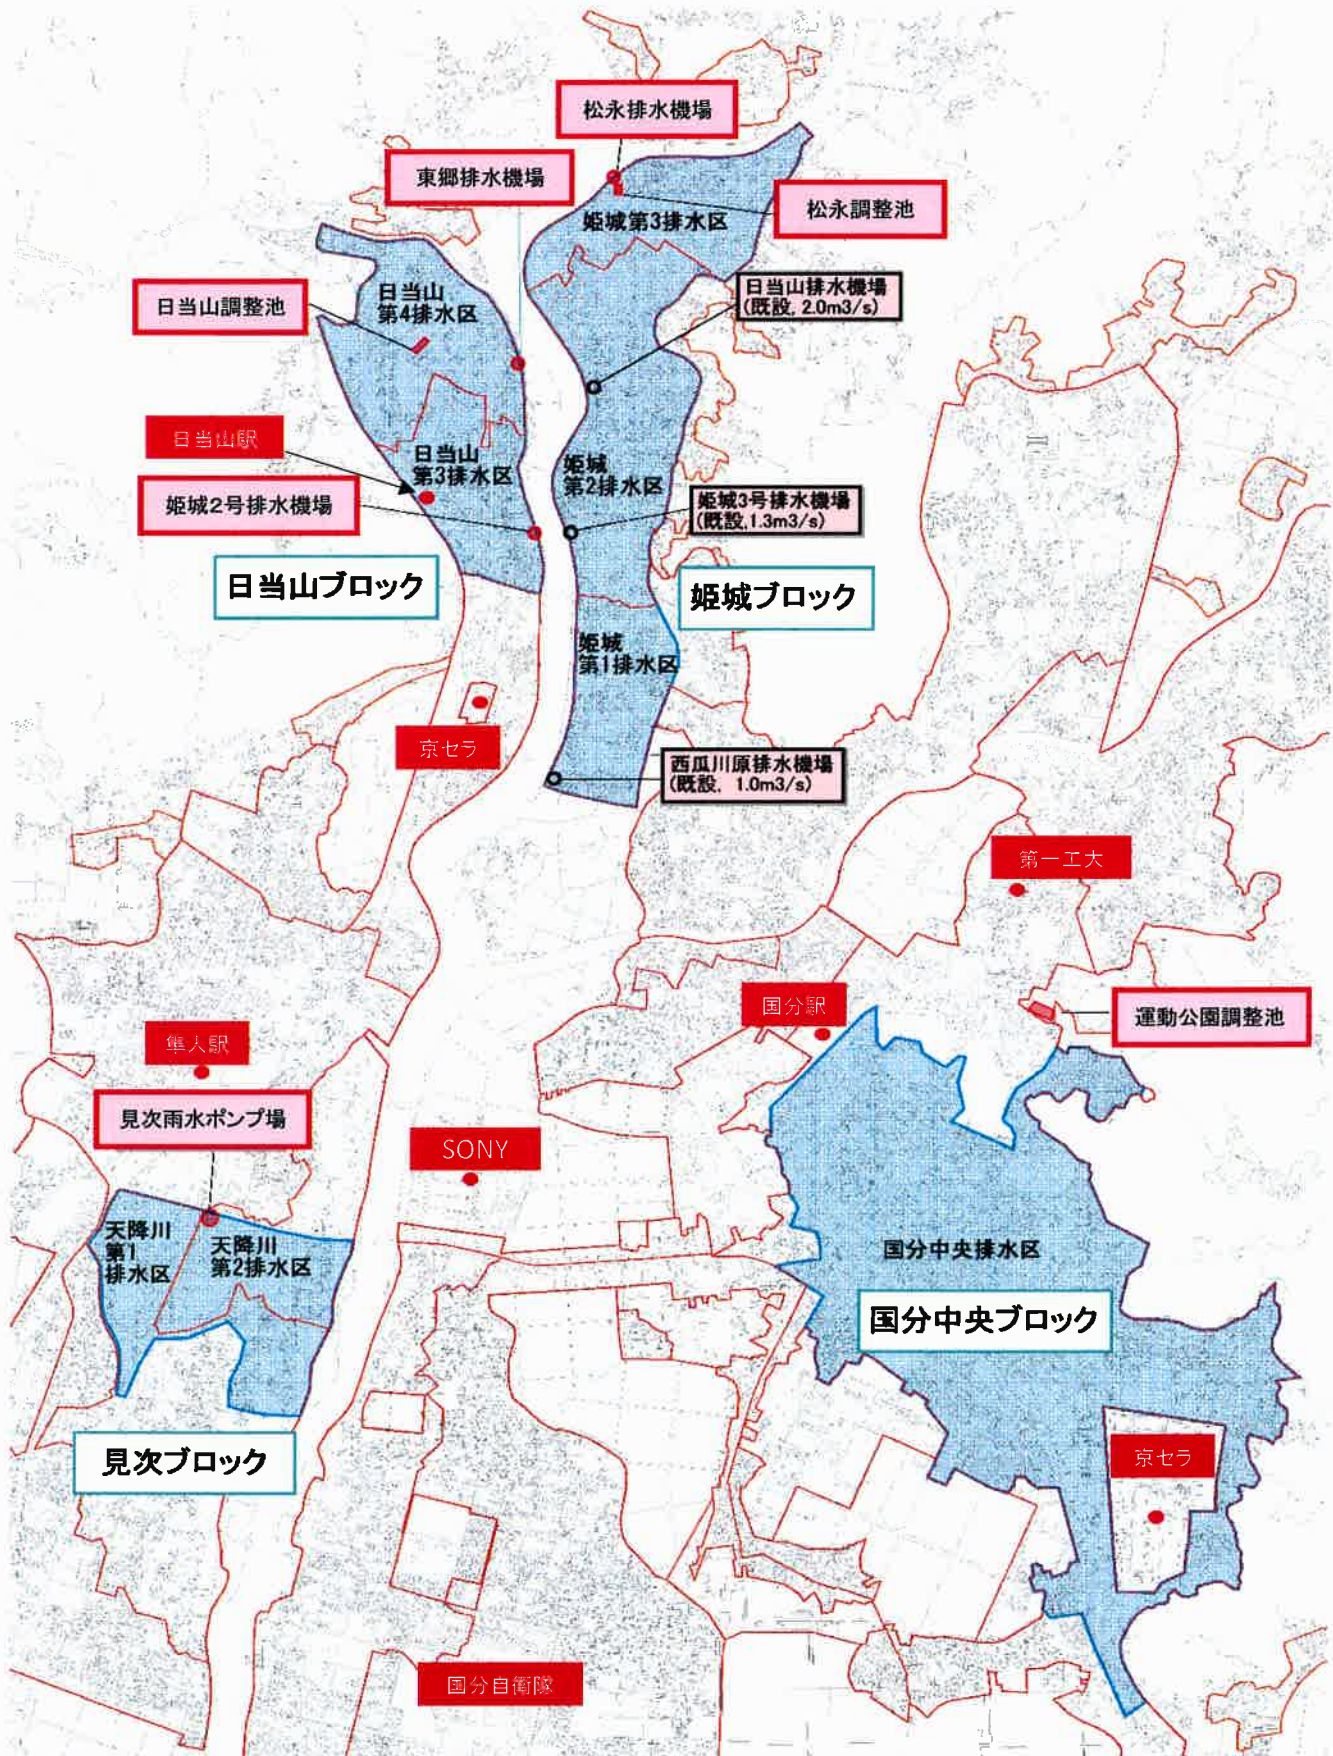 松永排水機場
東郷排水機場
松永調整池
姫城第3排水区
日当山排水機場
(既設, 2.0m3/s)
日当山調整池
日当山
第4排水区
日当山駅
日当山
第3排水区
姫城
第2排水区
姫城2号排水機場
姫城3号排水機場
(既設,1.3m3/s)
日当山ブロック
姫城ブロック
姫城
第1排水区
京セラ
西瓜川原排水機場
(既設, 1.0m3/s)
第一工大
国分駅
運動公園調整池
隼人駅
見次雨水ポンプ場
SONY
天降川
第1
排水区
天降川
第2排水区
国分中央排水区
国分中央ブロック
見次ブロック
京セラ
国分自衛隊